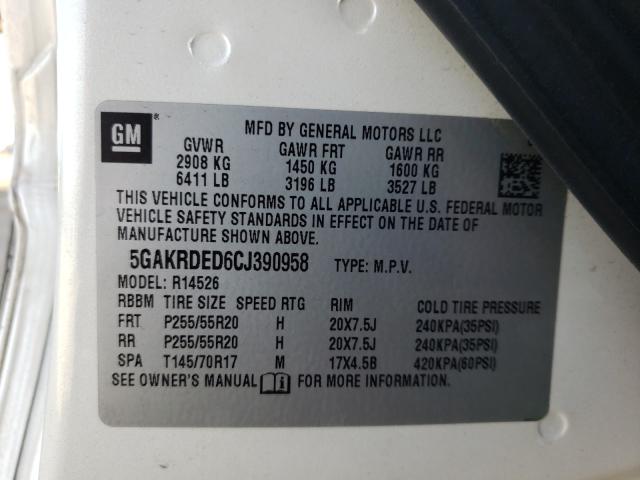 GM
MFD BY GENERAL MOTORS LLC
GVWR GAWR FRT GAWR RR
2908 KG 1450 KG 1600 KG
6411 LB 3196 LB 3527 LB
THIS VEHICLE CONFORMS TO ALL APPLICABLE U.S. FEDERAL MOTOR
VEHICLE SAFETY STANDARDS IN EFFECT ON THE DATE OF
MANUFACTURE SHOWN ABOVE.
5GAKRDED6CJ390958 TYPE: M.P.V.
MODEL: R14526
RBBM TIRE SIZE SPEED RTG RIM COLD TIRE PRESSURE
FRT P255/55R20 H 20X7.5J 240KPA(35PSI)
RR P255/55R20 H 20X7.5J 240KPA(35PSI)
SPA T145/70R17 M 17X4.5B 420KPA(60PSI)
SEE OWNER'S MANUAL FOR MORE INFORMATION.